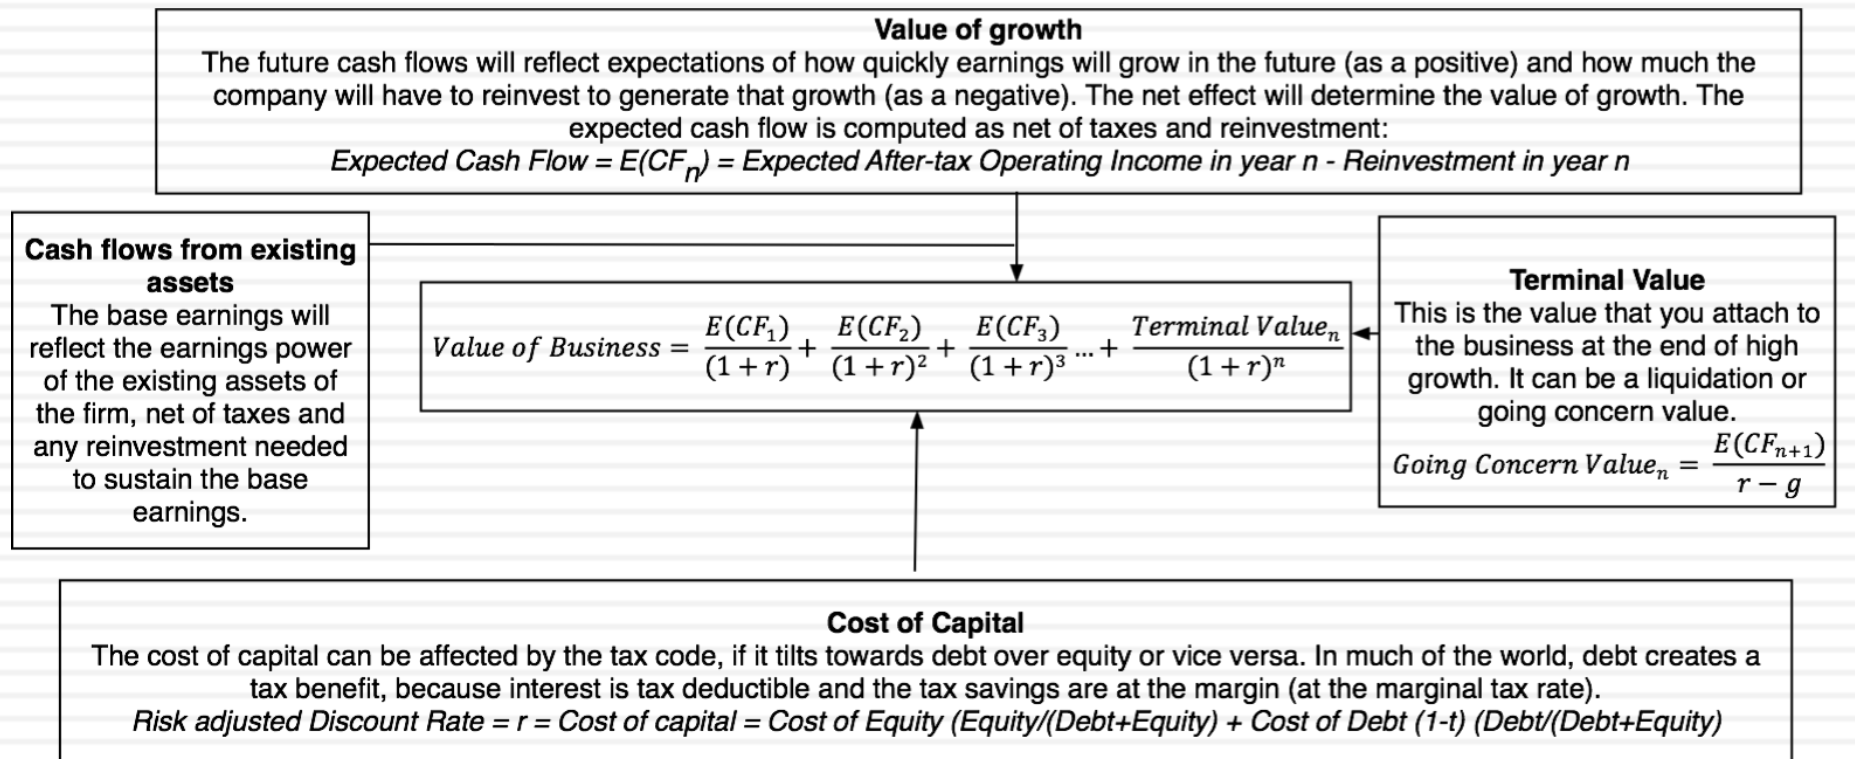 Value of growth
The future cash flows will reflect expectations of how quickly earnings will grow in the future (as a positive) and how much the
company will have to reinvest to generate that growth (as a negative). The net effect will determine the value of growth. The
expected cash flow is computed as net of taxes and reinvestment:
Expected Cash Flow = E(CFn) = Expected After-tax Operating Income in year n - Reinvestment in year n
Cash flows from existing
assets
The base earnings will
reflect the earnings power
of the existing assets of
the firm, net of taxes and
any reinvestment needed
to sustain the base
earnings.
Value of Business = E(CF₁)/(1+r) + E(CF₂)/(1+r)² + E(CF₃)/(1+r)³ ... + Terminal Valueₙ/(1+r)ⁿ
Terminal Value
This is the value that you attach to
the business at the end of high
growth. It can be a liquidation or
going concern value.
Going Concern Valueₙ = E(CFₙ₊₁)/r − g
Cost of Capital
The cost of capital can be affected by the tax code, if it tilts towards debt over equity or vice versa. In much of the world, debt creates a
tax benefit, because interest is tax deductible and the tax savings are at the margin (at the marginal tax rate).
Risk adjusted Discount Rate = r = Cost of capital = Cost of Equity (Equity/(Debt+Equity) + Cost of Debt (1-t) (Debt/(Debt+Equity)